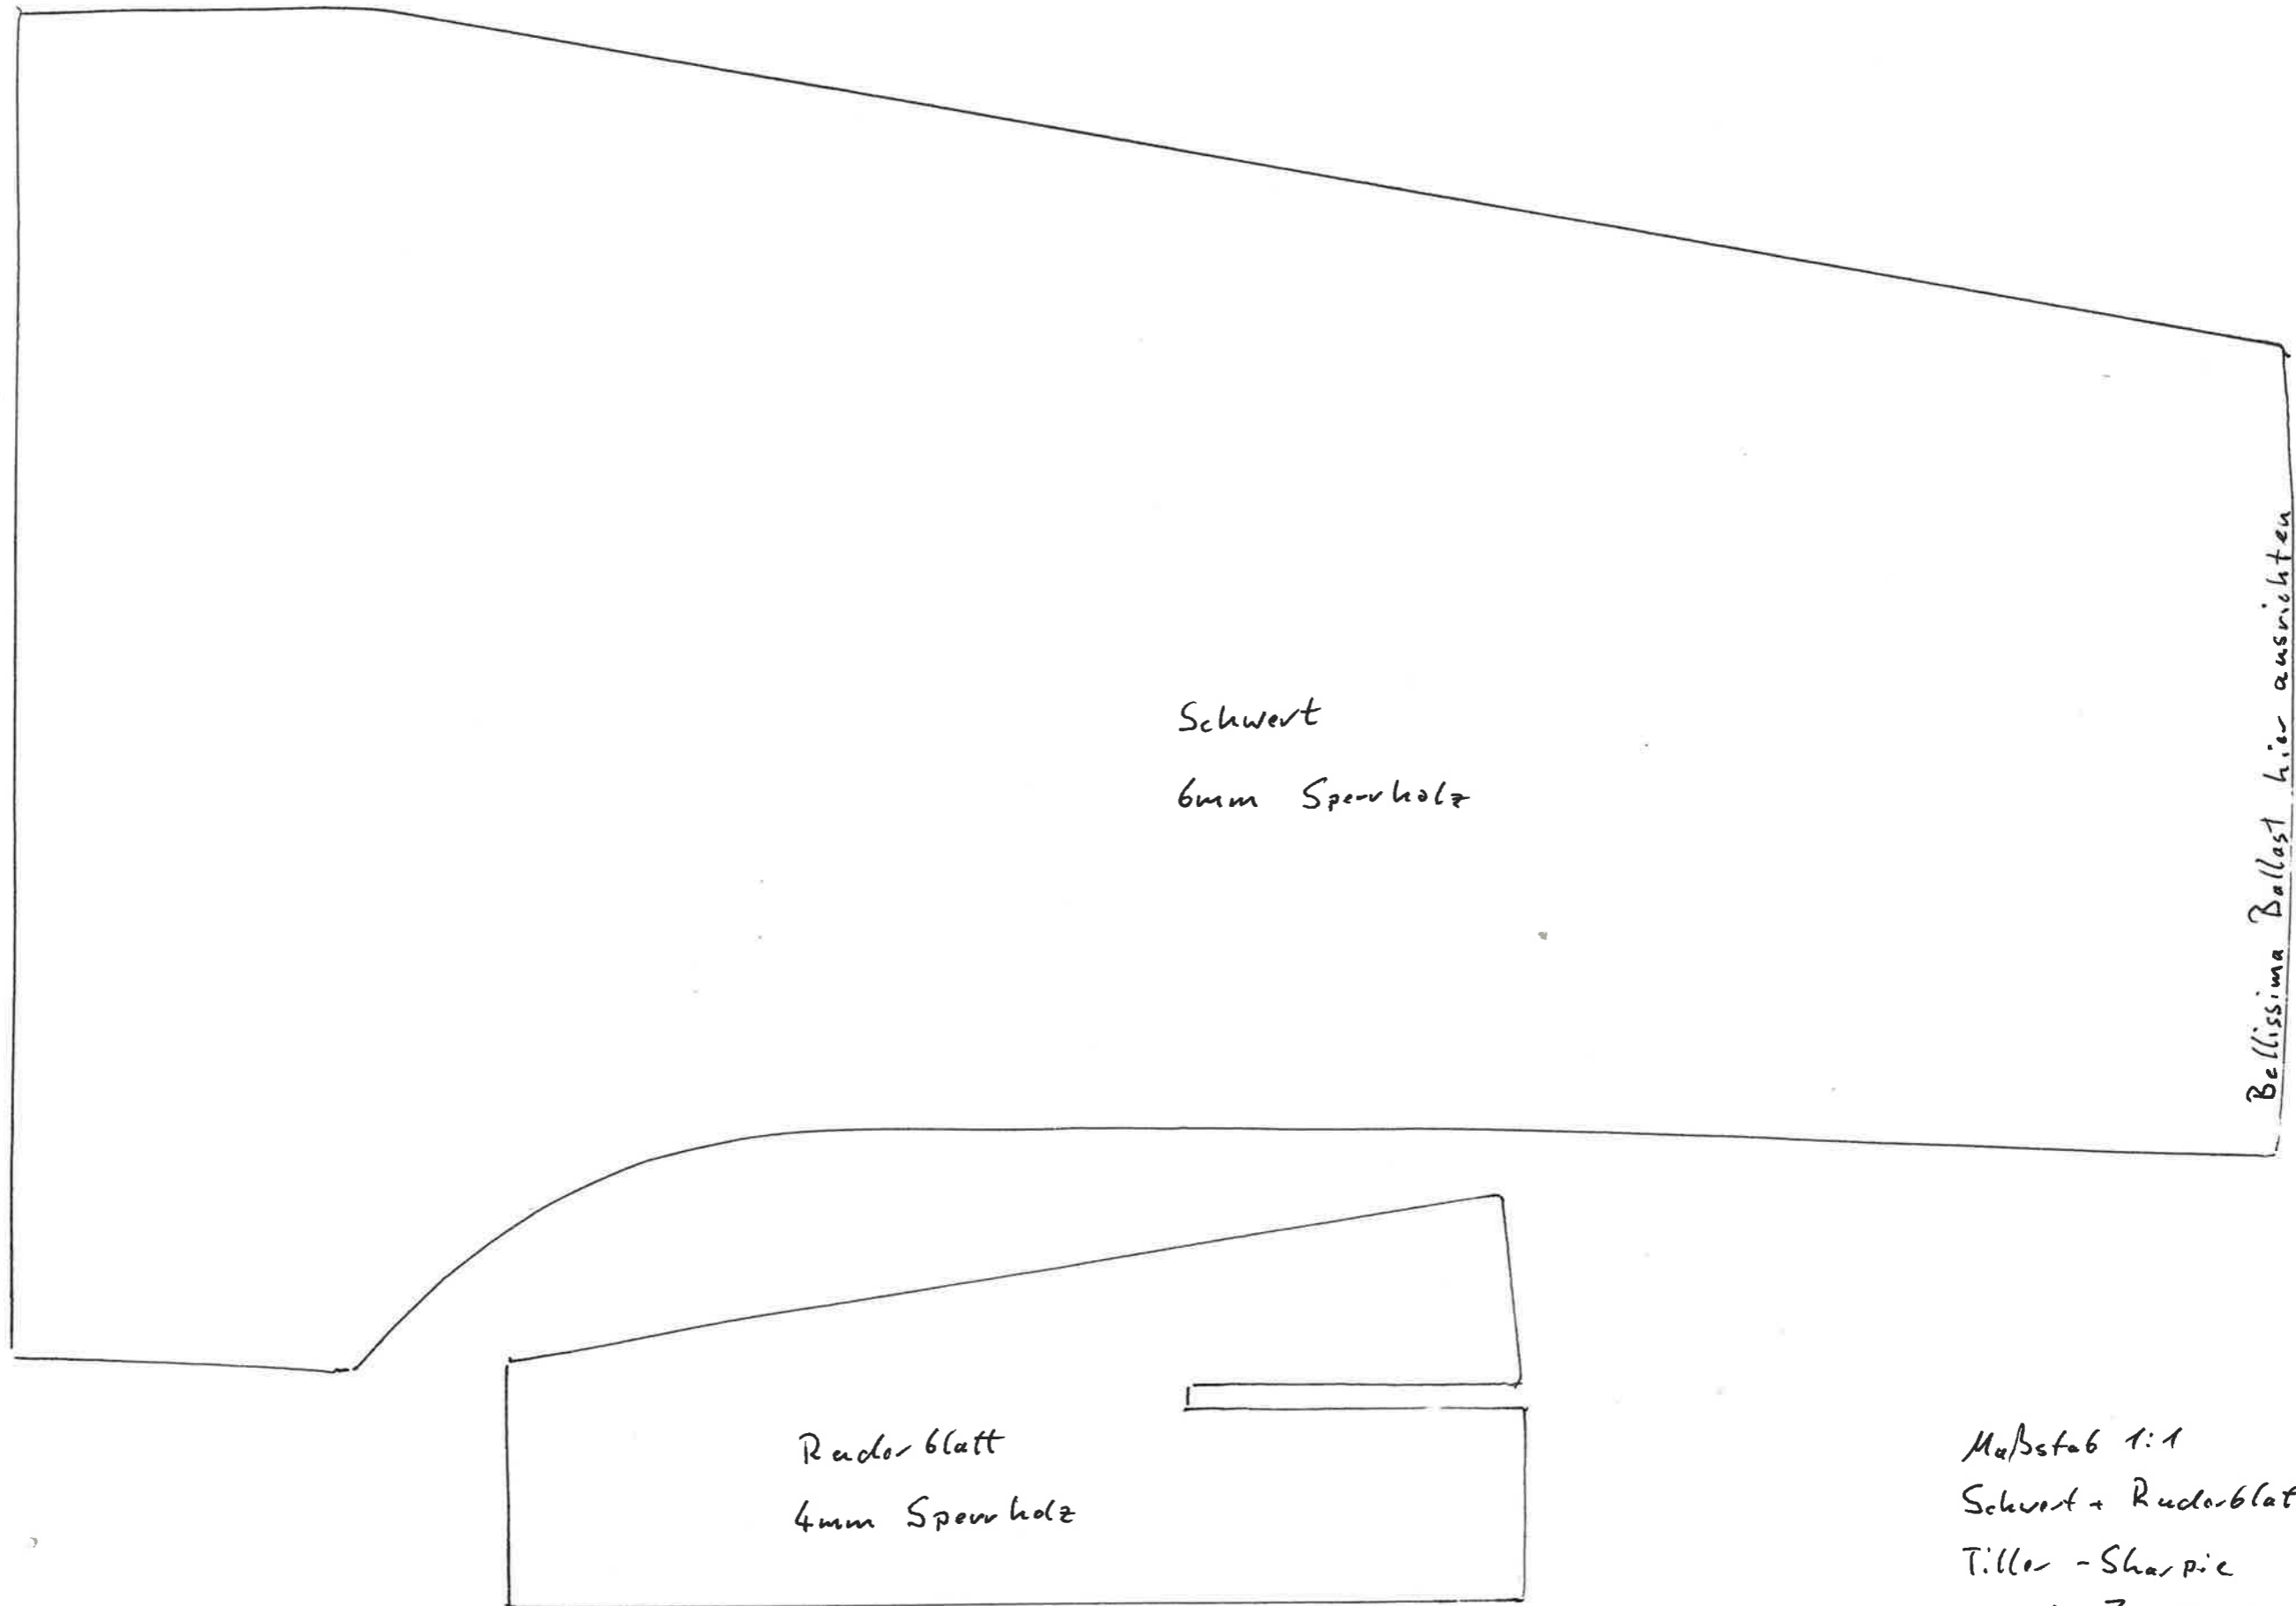 Schwert
6mm Sperrholz
Bellissima Ballast hier ausrichten
Ruderblatt
4mm Sperrholz
Maßstab 1:1
Schwert + Ruderblat
Tiller - Sharpie